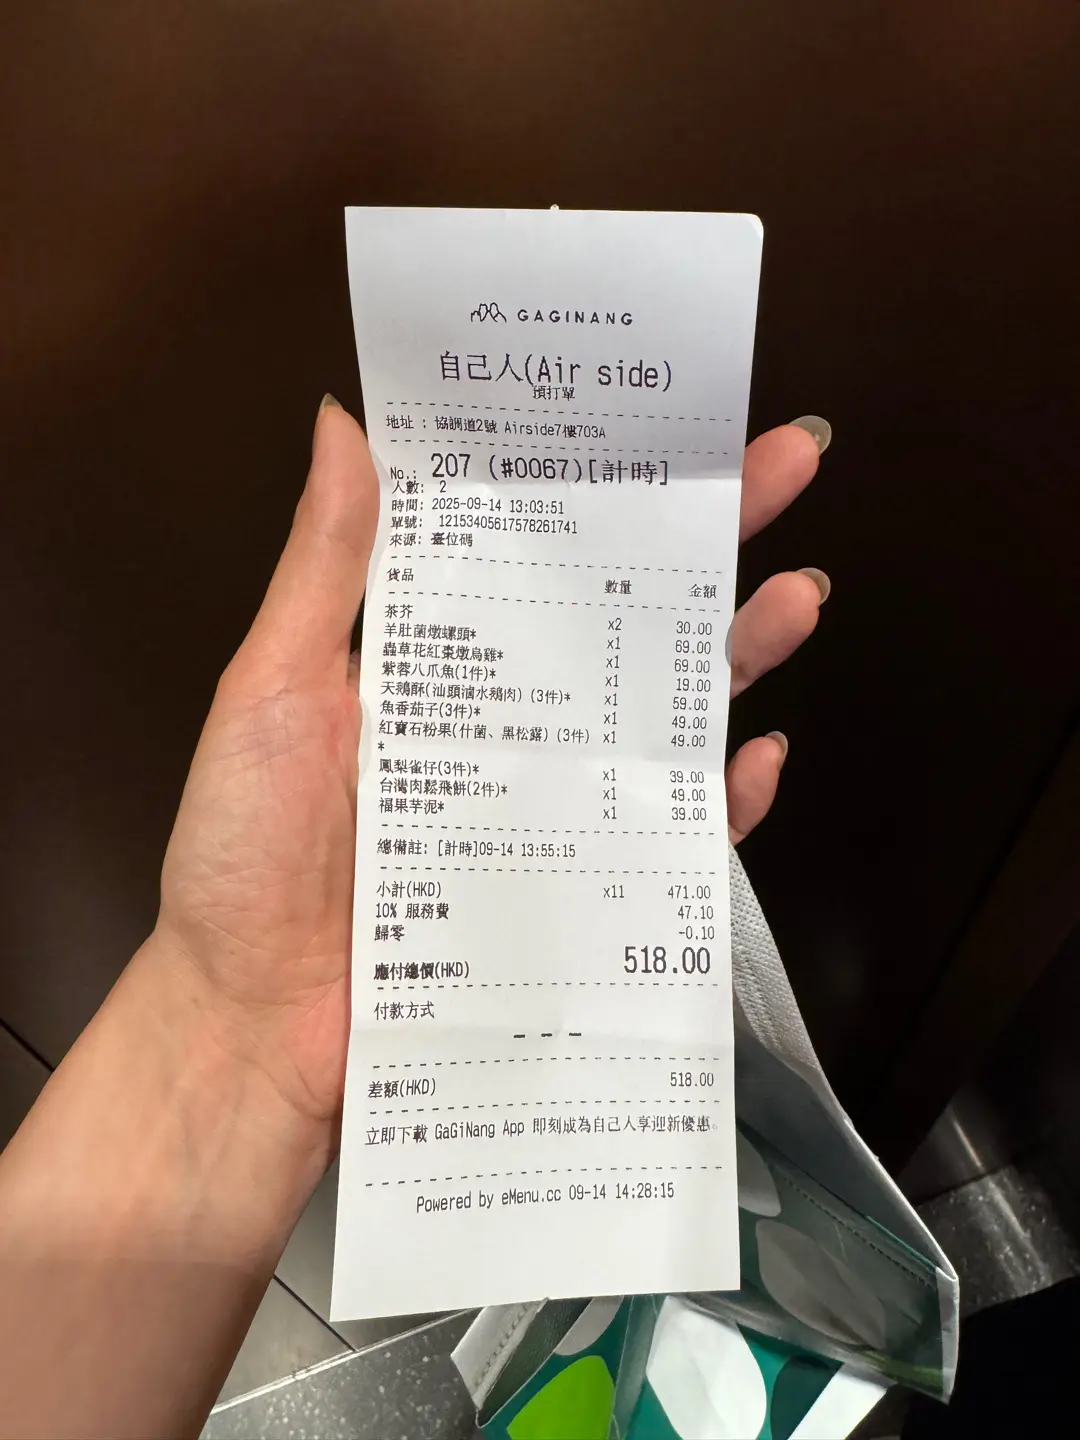 GAGINANG
自己人(Air side)
預打單
地址 : 協調道2號 Airside7樓703A
No.: 207 (#0067)[計時]
人數: 2
時間: 2025-09-14 13:03:51
單號: 12153405617578261741
來源: 臺位碼
貨品 數量 金額
茶芥 x2 30.00
羊肚菌燉螺頭* x1 69.00
蟲草花紅棗燉烏雞* x1 69.00
紫蓉八爪魚(1件)* x1 19.00
天鵝酥(汕頭滷水鵝肉) (3件)* x1 59.00
魚香茄子(3件)* x1 49.00
紅寶石粉果(什菌、黑松露) (3件) x1 49.00
*
鳳梨雀仔(3件)* x1 39.00
台灣肉鬆飛餅(2件)* x1 49.00
福果芋泥* x1 39.00
總備註: [計時]09-14 13:55:15
小計(HKD) x11 471.00
10% 服務費 47.10
歸零 -0.10
應付總價(HKD) 518.00
付款方式
– – –
差額(HKD) 518.00
立即下載 GaGiNang App 即刻成為自己人享迎新優惠。
Powered by eMenu.cc 09-14 14:28:15